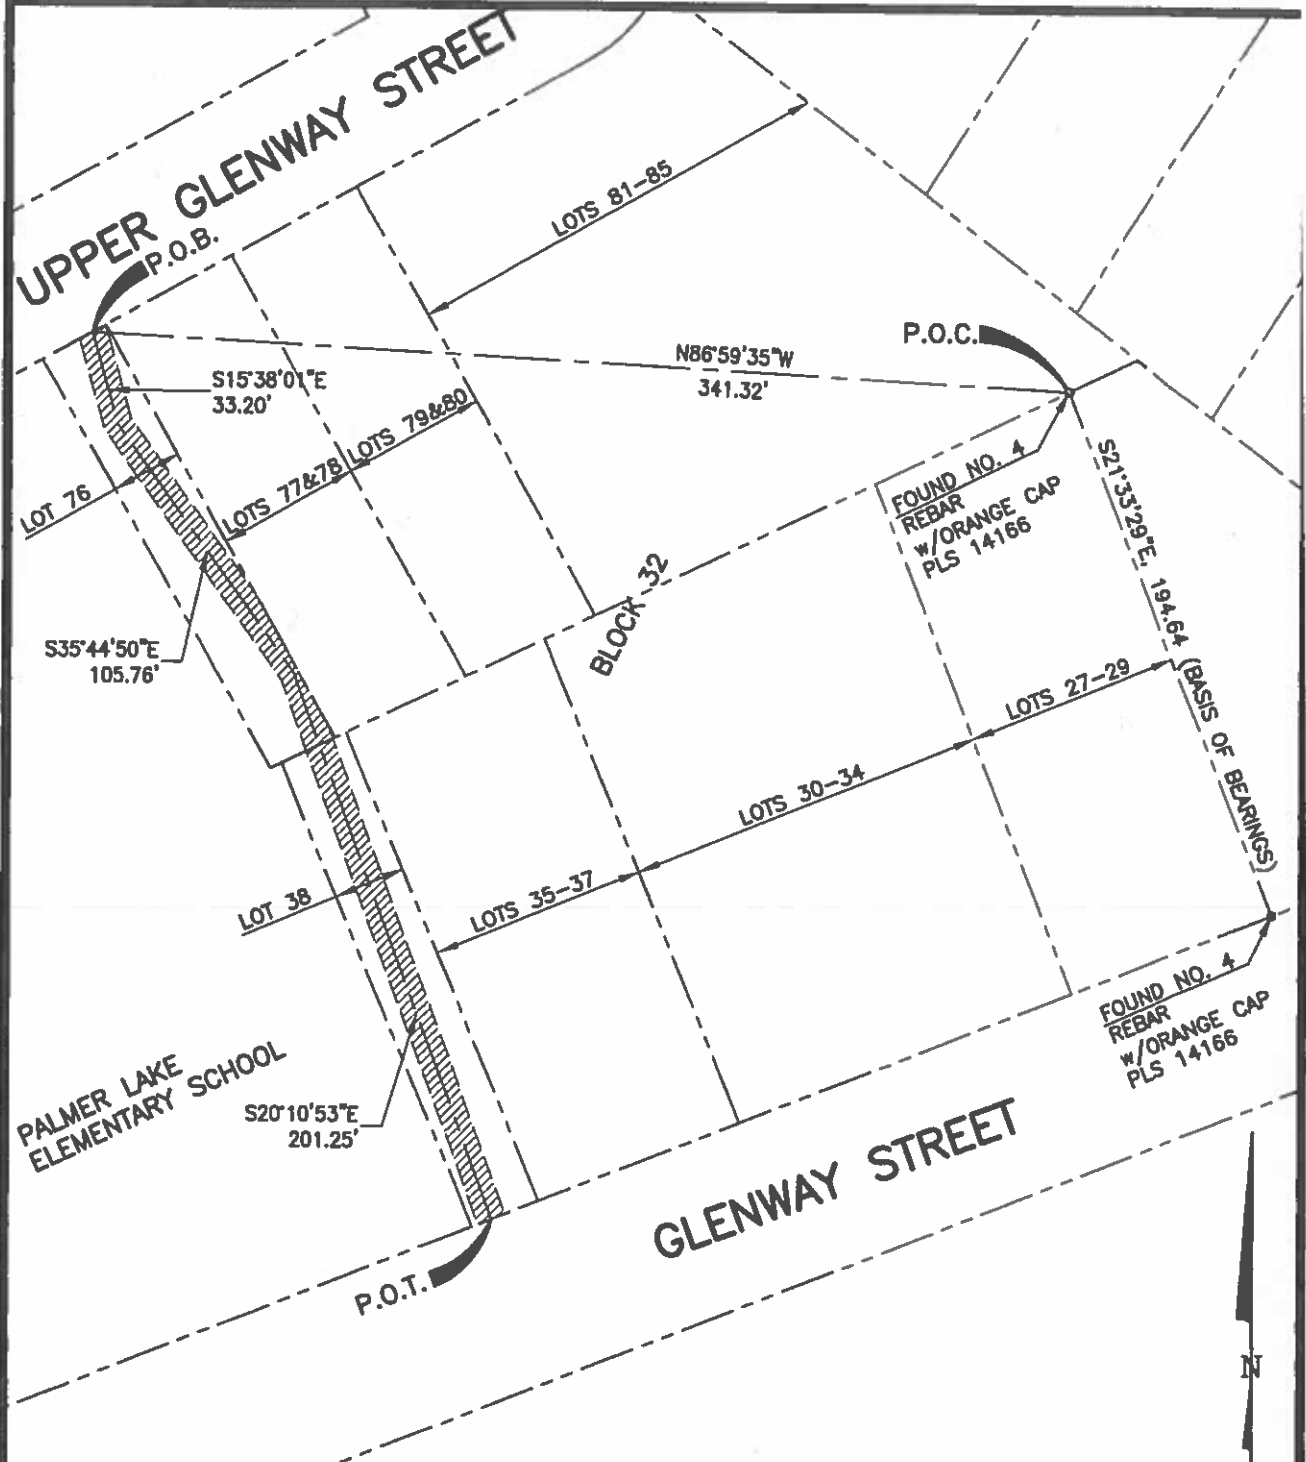 UPPER GLENWAY STREET
P.O.B.
LOTS 81-85
P.O.C.
N86°59'35"W
341.32'
S15°38'01"E
33.20'
LOTS 79&80
LOTS 77&78
LOT 76
FOUND NO. 4
REBAR
w/ORANGE CAP
PLS 14166
S21°33'29"E, 194.64 (BASIS OF BEARINGS)
BLOCK 32
S35°44'50"E
105.76'
LOTS 27-29
LOTS 30-34
LOTS 35-37
LOT 38
FOUND NO. 4
REBAR
w/ORANGE CAP
PLS 14166
PALMER LAKE
ELEMENTARY SCHOOL
S20°10'53"E
201.25'
GLENWAY STREET
P.O.T.
N